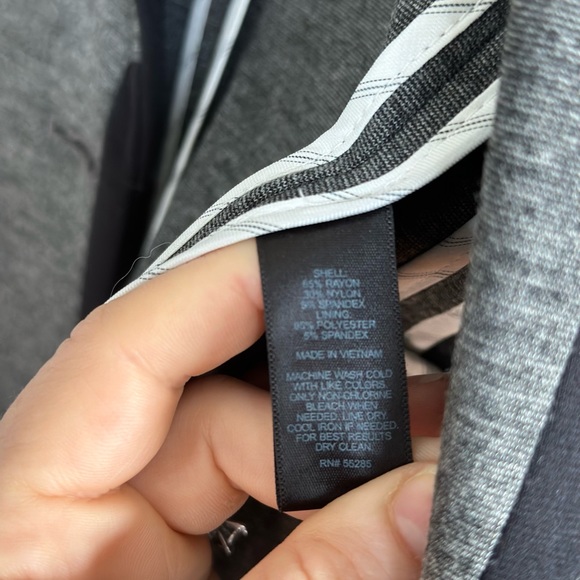 SHELL:
65% RAYON
30% NYLON
5% SPANDEX
LINING:
95% POLYESTER
5% SPANDEX
MADE IN VIETNAM
MACHINE WASH COLD
WITH LIKE COLORS.
ONLY NON-CHLORINE
BLEACH WHEN
NEEDED. LINE DRY.
COOL IRON IF NEEDED.
FOR BEST RESULTS
DRY CLEAN.
RN# 55285